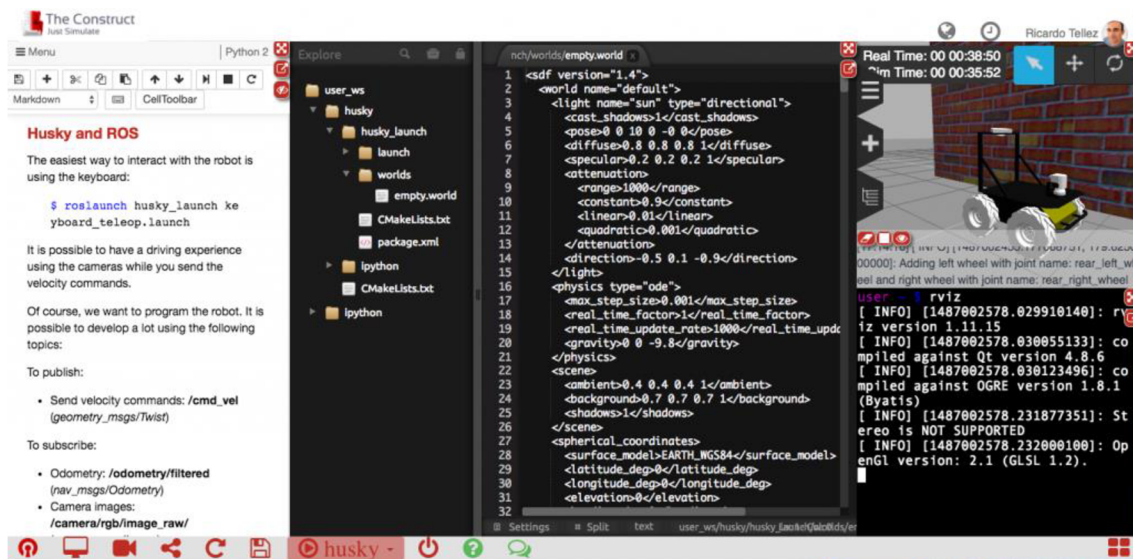 The Construct
Just Simulate
Ricardo Tellez
Menu
Python 2
Markdown
CellToolbar
Husky and ROS
The easiest way to interact with the robot is
using the keyboard:
$ roslaunch husky_launch ke
yboard_teleop.launch
It is possible to have a driving experience
using the cameras while you send the
velocity commands.
Of course, we want to program the robot. It is
possible to develop a lot using the following
topics:
To publish:
• Send velocity commands: /cmd_vel
(geometry_msgs/Twist)
To subscribe:
• Odometry: /odometry/filtered
(nav_msgs/Odometry)
• Camera images:
/camera/rgb/image_raw/
Explore
user_ws
husky
husky_launch
launch
worlds
empty.world
CMakeLists.txt
package.xml
ipython
CMakeLists.txt
ipython
nch/worlds/empty.world
1 <sdf version="1.4">
2 <world name="default">
3 <light name="sun" type="directional">
4 <cast_shadows>1</cast_shadows>
5 <pose>0 0 10 0 -0 0</pose>
6 <diffuse>0.8 0.8 0.8 1</diffuse>
7 <specular>0.2 0.2 0.2 1</specular>
8 <attenuation>
9 <range>1000</range>
10 <constant>0.9</constant>
11 <linear>0.01</linear>
12 <quadratic>0.001</quadratic>
13 </attenuation>
14 <direction>-0.5 0.1 -0.9</direction>
15 </light>
16 <physics type="ode">
17 <max_step_size>0.001</max_step_size>
18 <real_time_factor>1</real_time_factor>
19 <real_time_update_rate>1000</real_time_upda
20 <gravity>0 0 -9.8</gravity>
21 </physics>
22 <scene>
23 <ambient>0.4 0.4 0.4 1</ambient>
24 <background>0.7 0.7 0.7 1</background>
25 <shadows>1</shadows>
26 </scene>
27 <spherical_coordinates>
28 <surface_model>EARTH_WGS84</surface_model>
29 <latitude_deg>0</latitude_deg>
30 <longitude_deg>0</longitude_deg>
31 <elevation>0</elevation>
32
Settings
Split
text
user_ws/husky/husky_
Real Time: 00 00:38:50
Sim Time: 00 00:35:52
00000]: Adding left wheel with joint name: rear_left_wh
eel and right wheel with joint name: rear_right_wheel
user ~ $ rviz
[ INFO] [1487002578.029910140]: rv
iz version 1.11.15
[ INFO] [1487002578.030055133]: co
mpiled against Qt version 4.8.6
[ INFO] [1487002578.030123496]: co
mpiled against OGRE version 1.8.1
(Byatis)
[ INFO] [1487002578.231877351]: St
ereo is NOT SUPPORTED
[ INFO] [1487002578.232000100]: Op
enGl version: 2.1 (GLSL 1.2).
husky